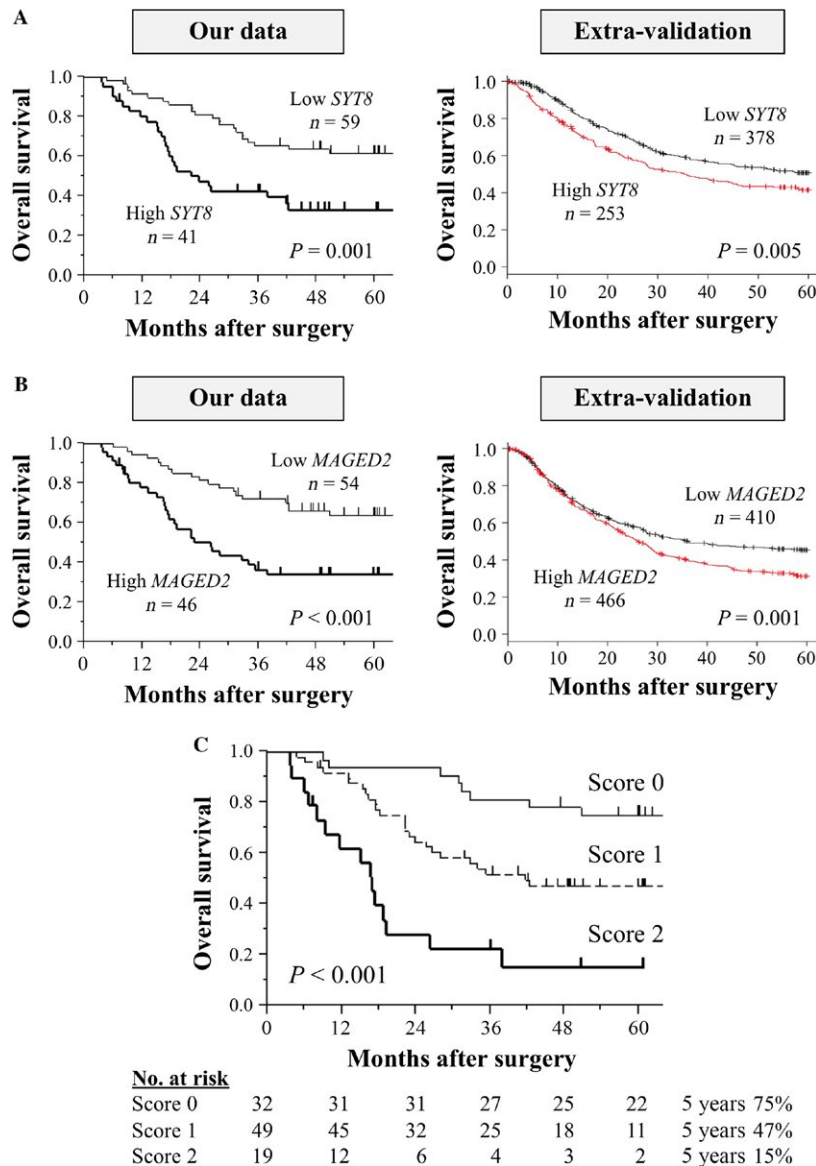 A
Our data
Extra-validation
Overall survival
1.0
0.8
0.6
0.4
0.2
0.0
Low SYT8
n = 59
High SYT8
n = 41
P = 0.001
0 12 24 36 48 60
Months after surgery
Overall survival
1.0
0.8
0.6
0.4
0.2
0.0
Low SYT8
n = 378
High SYT8
n = 253
P = 0.005
0 10 20 30 40 50 60
Months after surgery
B
Our data
Extra-validation
Overall survival
1.0
0.8
0.6
0.4
0.2
0.0
Low MAGED2
n = 54
High MAGED2
n = 46
P < 0.001
0 12 24 36 48 60
Months after surgery
Overall survival
1.0
0.8
0.6
0.4
0.2
0.0
Low MAGED2
n = 410
High MAGED2
n = 466
P = 0.001
0 10 20 30 40 50 60
Months after surgery
C
Overall survival
1.0
0.8
0.6
0.4
0.2
0.0
Score 0
Score 1
Score 2
P < 0.001
0 12 24 36 48 60
Months after surgery
No. at risk
Score 0 32 31 31 27 25 22 5 years 75%
Score 1 49 45 32 25 18 11 5 years 47%
Score 2 19 12 6 4 3 2 5 years 15%